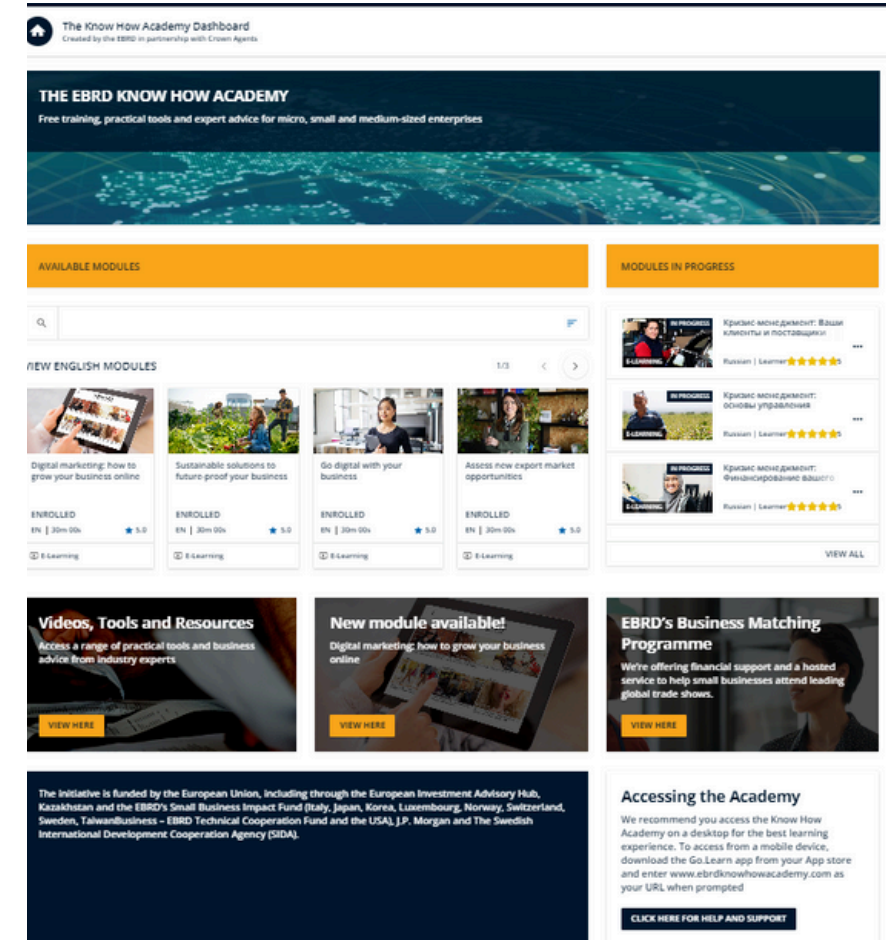 The Know How Academy Dashboard
Created by the EBRD in partnership with Crown Agents
THE EBRD KNOW HOW ACADEMY
Free training, practical tools and expert advice for micro, small and medium-sized enterprises
AVAILABLE MODULES
VIEW ENGLISH MODULES
1/3
Digital marketing: how to
grow your business online
ENROLLED
EN | 30m 00s
5.0
E-Learning
Sustainable solutions to
future-proof your business
ENROLLED
EN | 30m 00s
5.0
E-Learning
Go digital with your
business
ENROLLED
EN | 30m 00s
5.0
E-Learning
Assess new export market
opportunities
ENROLLED
EN | 30m 00s
5.0
E-Learning
MODULES IN PROGRESS
IN PROGRESS
E-LEARNING
Кризис-менеджмент: Ваши
клиенты и поставщики
Russian | Learner
5
IN PROGRESS
E-LEARNING
Кризис-менеджмент:
основы управления
Russian | Learner
5
IN PROGRESS
E-LEARNING
Кризис-менеджмент:
Финансирование вашего
Russian | Learner
5
VIEW ALL
Videos, Tools and Resources
Access a range of practical tools and business
advice from industry experts
VIEW HERE
New module available!
Digital marketing: how to grow your business
online
VIEW HERE
EBRD's Business Matching
Programme
We're offering financial support and a hosted
service to help small businesses attend leading
global trade shows.
VIEW HERE
The initiative is funded by the European Union, including through the European Investment Advisory Hub,
Kazakhstan and the EBRD's Small Business Impact Fund (Italy, Japan, Korea, Luxembourg, Norway, Switzerland,
Sweden, TaiwanBusiness – EBRD Technical Cooperation Fund and the USA), J.P. Morgan and The Swedish
International Development Cooperation Agency (SIDA).
Accessing the Academy
We recommend you access the Know How
Academy on a desktop for the best learning
experience. To access from a mobile device,
download the Go.Learn app from your App store
and enter www.ebrdknowhowacademy.com as
your URL when prompted
CLICK HERE FOR HELP AND SUPPORT